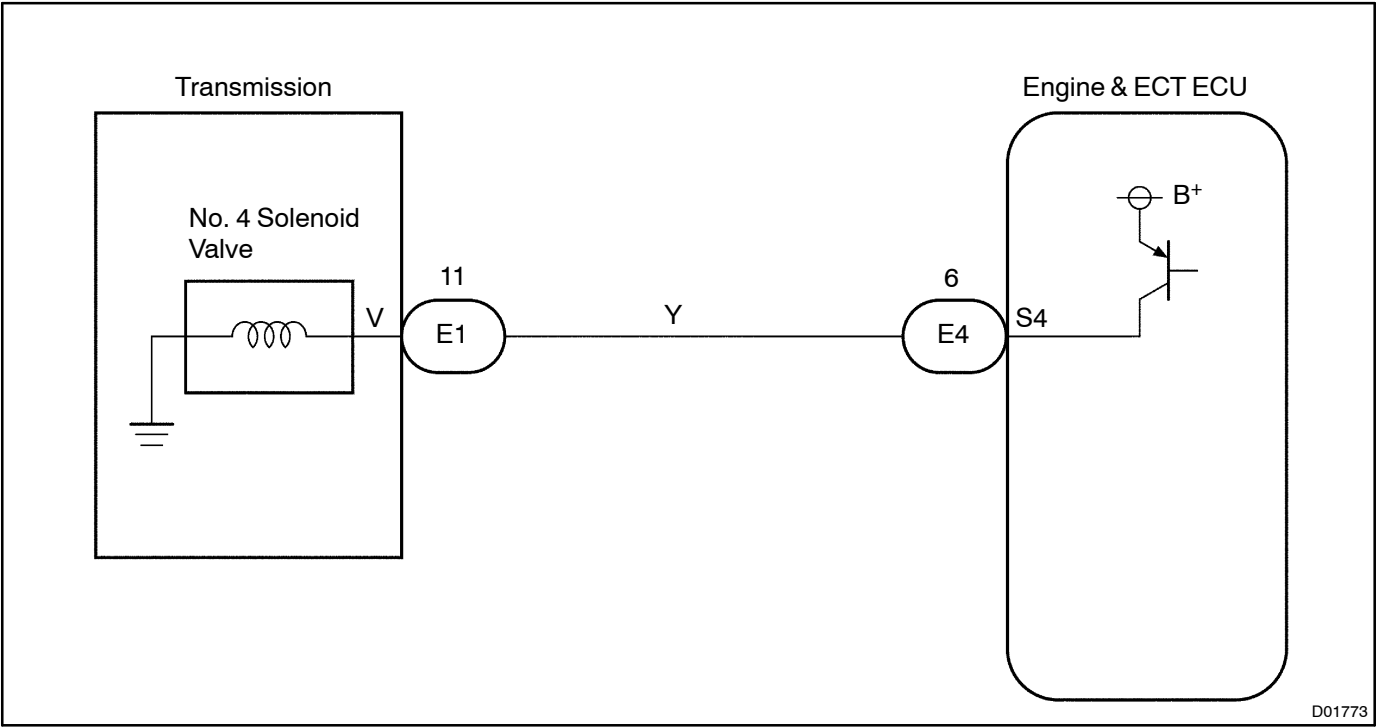 Transmission
Engine & ECT ECU
B+
No. 4 Solenoid
Valve
11
6
V
E1
Y
E4
S4
D01773